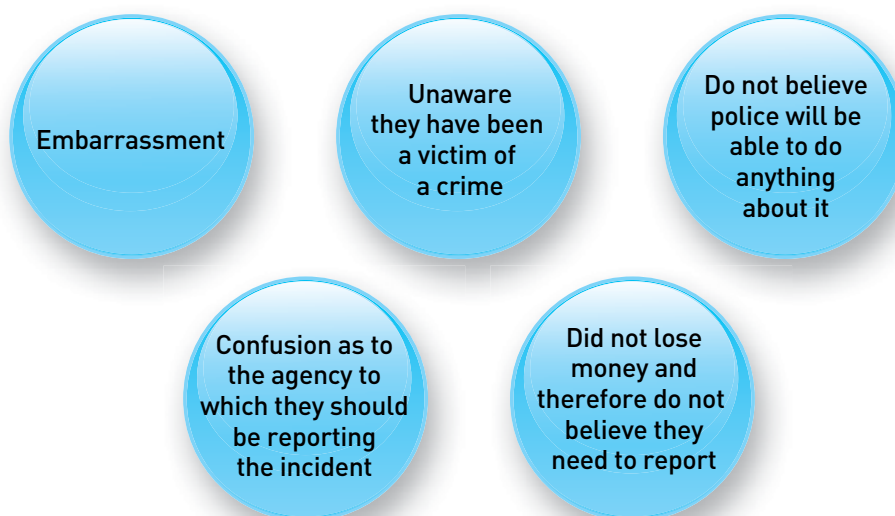 Embarrassment
Unaware
they have been
a victim of
a crime
Do not believe
police will be
able to do
anything
about it
Confusion as to
the agency to
which they should
be reporting
the incident
Did not lose
money and
therefore do not
believe they
need to report